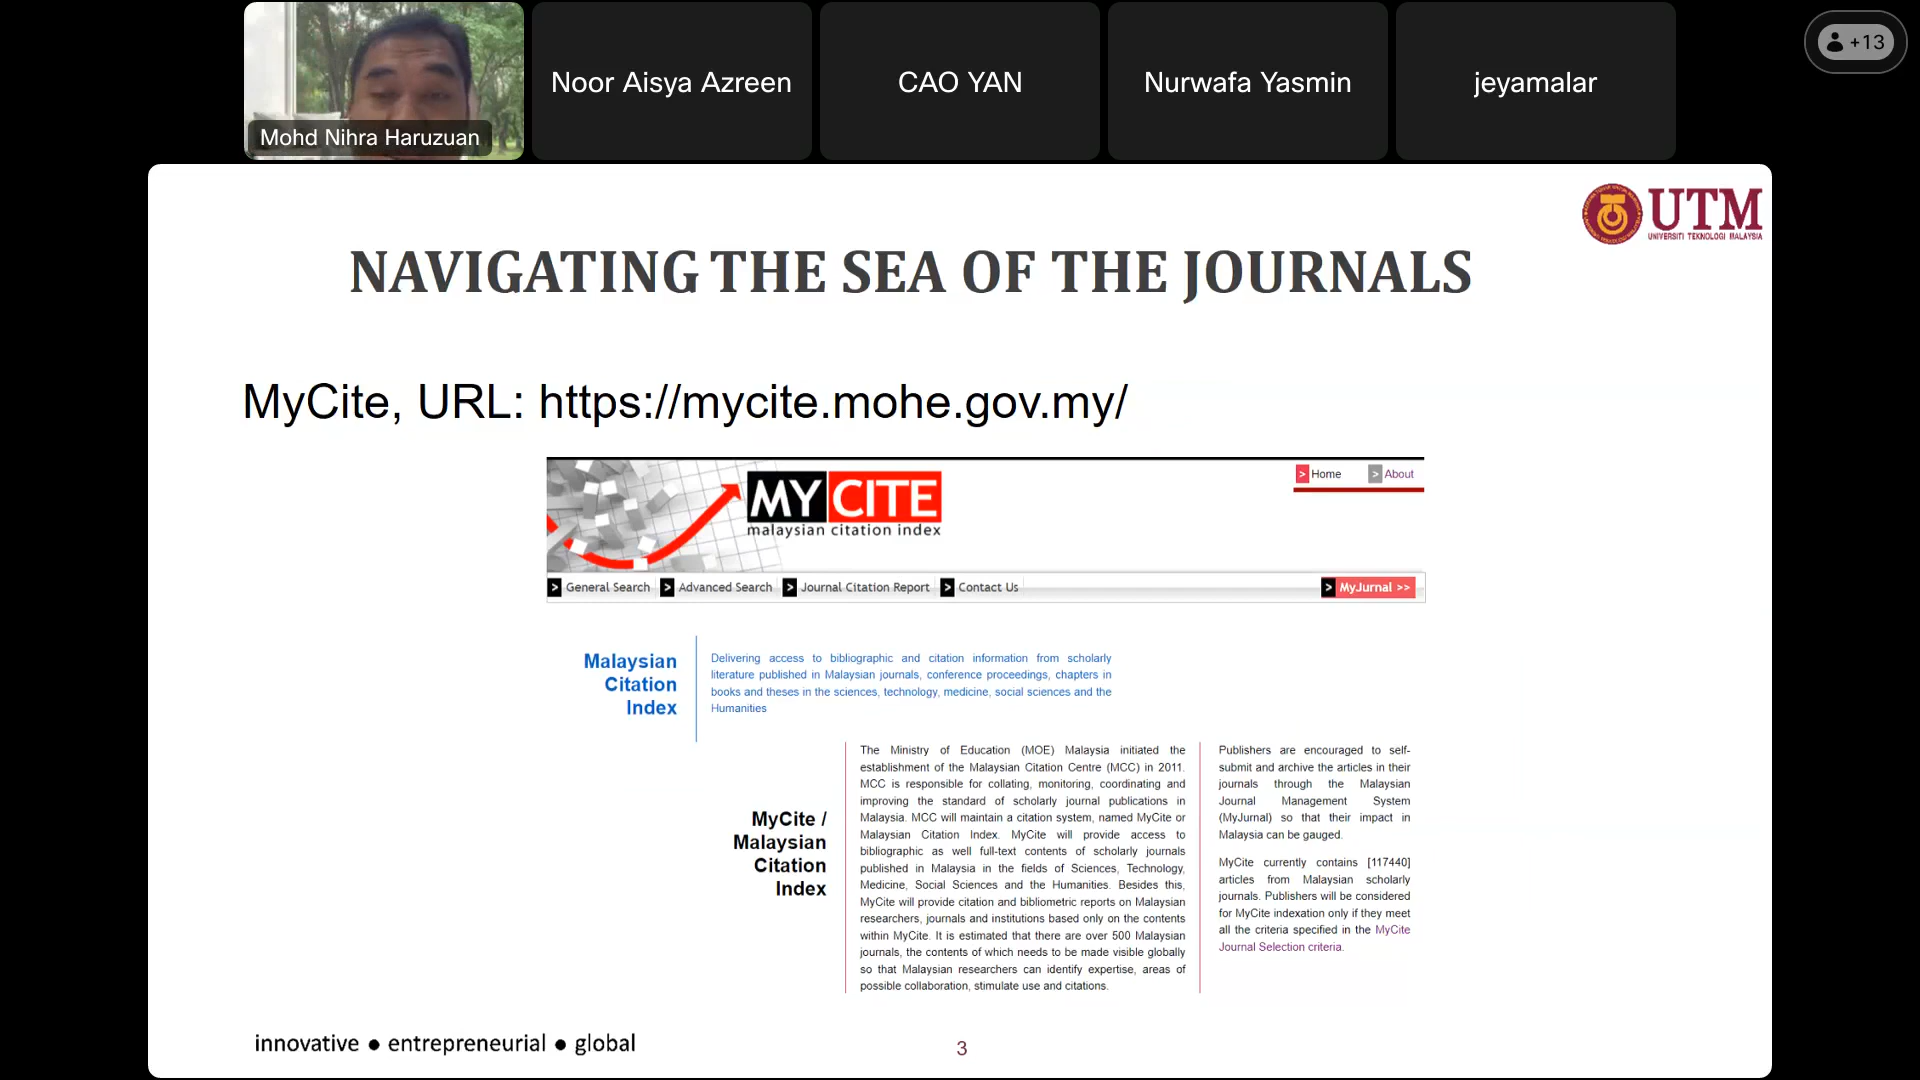 Mohd Nihra Haruzuan
Noor Aisya Azreen
CAO YAN
Nurwafa Yasmin
jeyamalar
+13
UTM
UNIVERSITI TEKNOLOGI MALAYSIA
NAVIGATING THE SEA OF THE JOURNALS
MyCite, URL: https://mycite.mohe.gov.my/
MY CITE
malaysian citation index
> Home > About
> General Search > Advanced Search > Journal Citation Report > Contact Us > MyJurnal >>
Malaysian
Citation
Index
Delivering access to bibliographic and citation information from scholarly
literature published in Malaysian journals, conference proceedings, chapters in
books and theses in the sciences, technology, medicine, social sciences and the
Humanities
MyCite /
Malaysian
Citation
Index
The Ministry of Education (MOE) Malaysia initiated the
establishment of the Malaysian Citation Centre (MCC) in 2011.
MCC is responsible for collating, monitoring, coordinating and
improving the standard of scholarly journal publications in
Malaysia. MCC will maintain a citation system, named MyCite or
Malaysian Citation Index. MyCite will provide access to
bibliographic as well full-text contents of scholarly journals
published in Malaysia in the fields of Sciences, Technology,
Medicine, Social Sciences and the Humanities. Besides this,
MyCite will provide citation and bibliometric reports on Malaysian
researchers, journals and institutions based only on the contents
within MyCite. It is estimated that there are over 500 Malaysian
journals, the contents of which needs to be made visible globally
so that Malaysian researchers can identify expertise, areas of
possible collaboration, stimulate use and citations.
Publishers are encouraged to self-
submit and archive the articles in their
journals through the Malaysian
Journal Management System
(MyJurnal) so that their impact in
Malaysia can be gauged.
MyCite currently contains [117440]
articles from Malaysian scholarly
journals. Publishers will be considered
for MyCite indexation only if they meet
all the criteria specified in the MyCite
Journal Selection criteria.
innovative ● entrepreneurial ● global
3